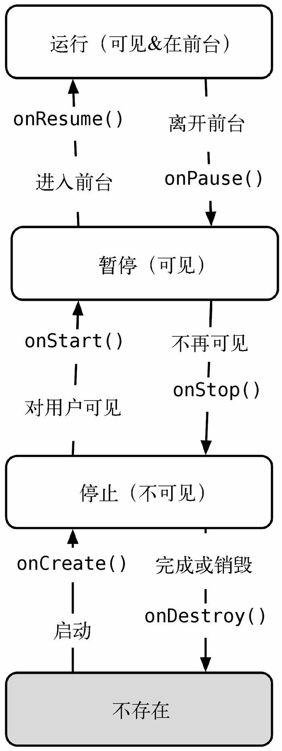 运行（可见&在前台）
onResume()
离开前台
进入前台
onPause()
暂停（可见）
onStart()
不再可见
onStop()
对用户可见
停止（不可见）
onCreate()
完成或销毁
onDestroy()
启动
不存在